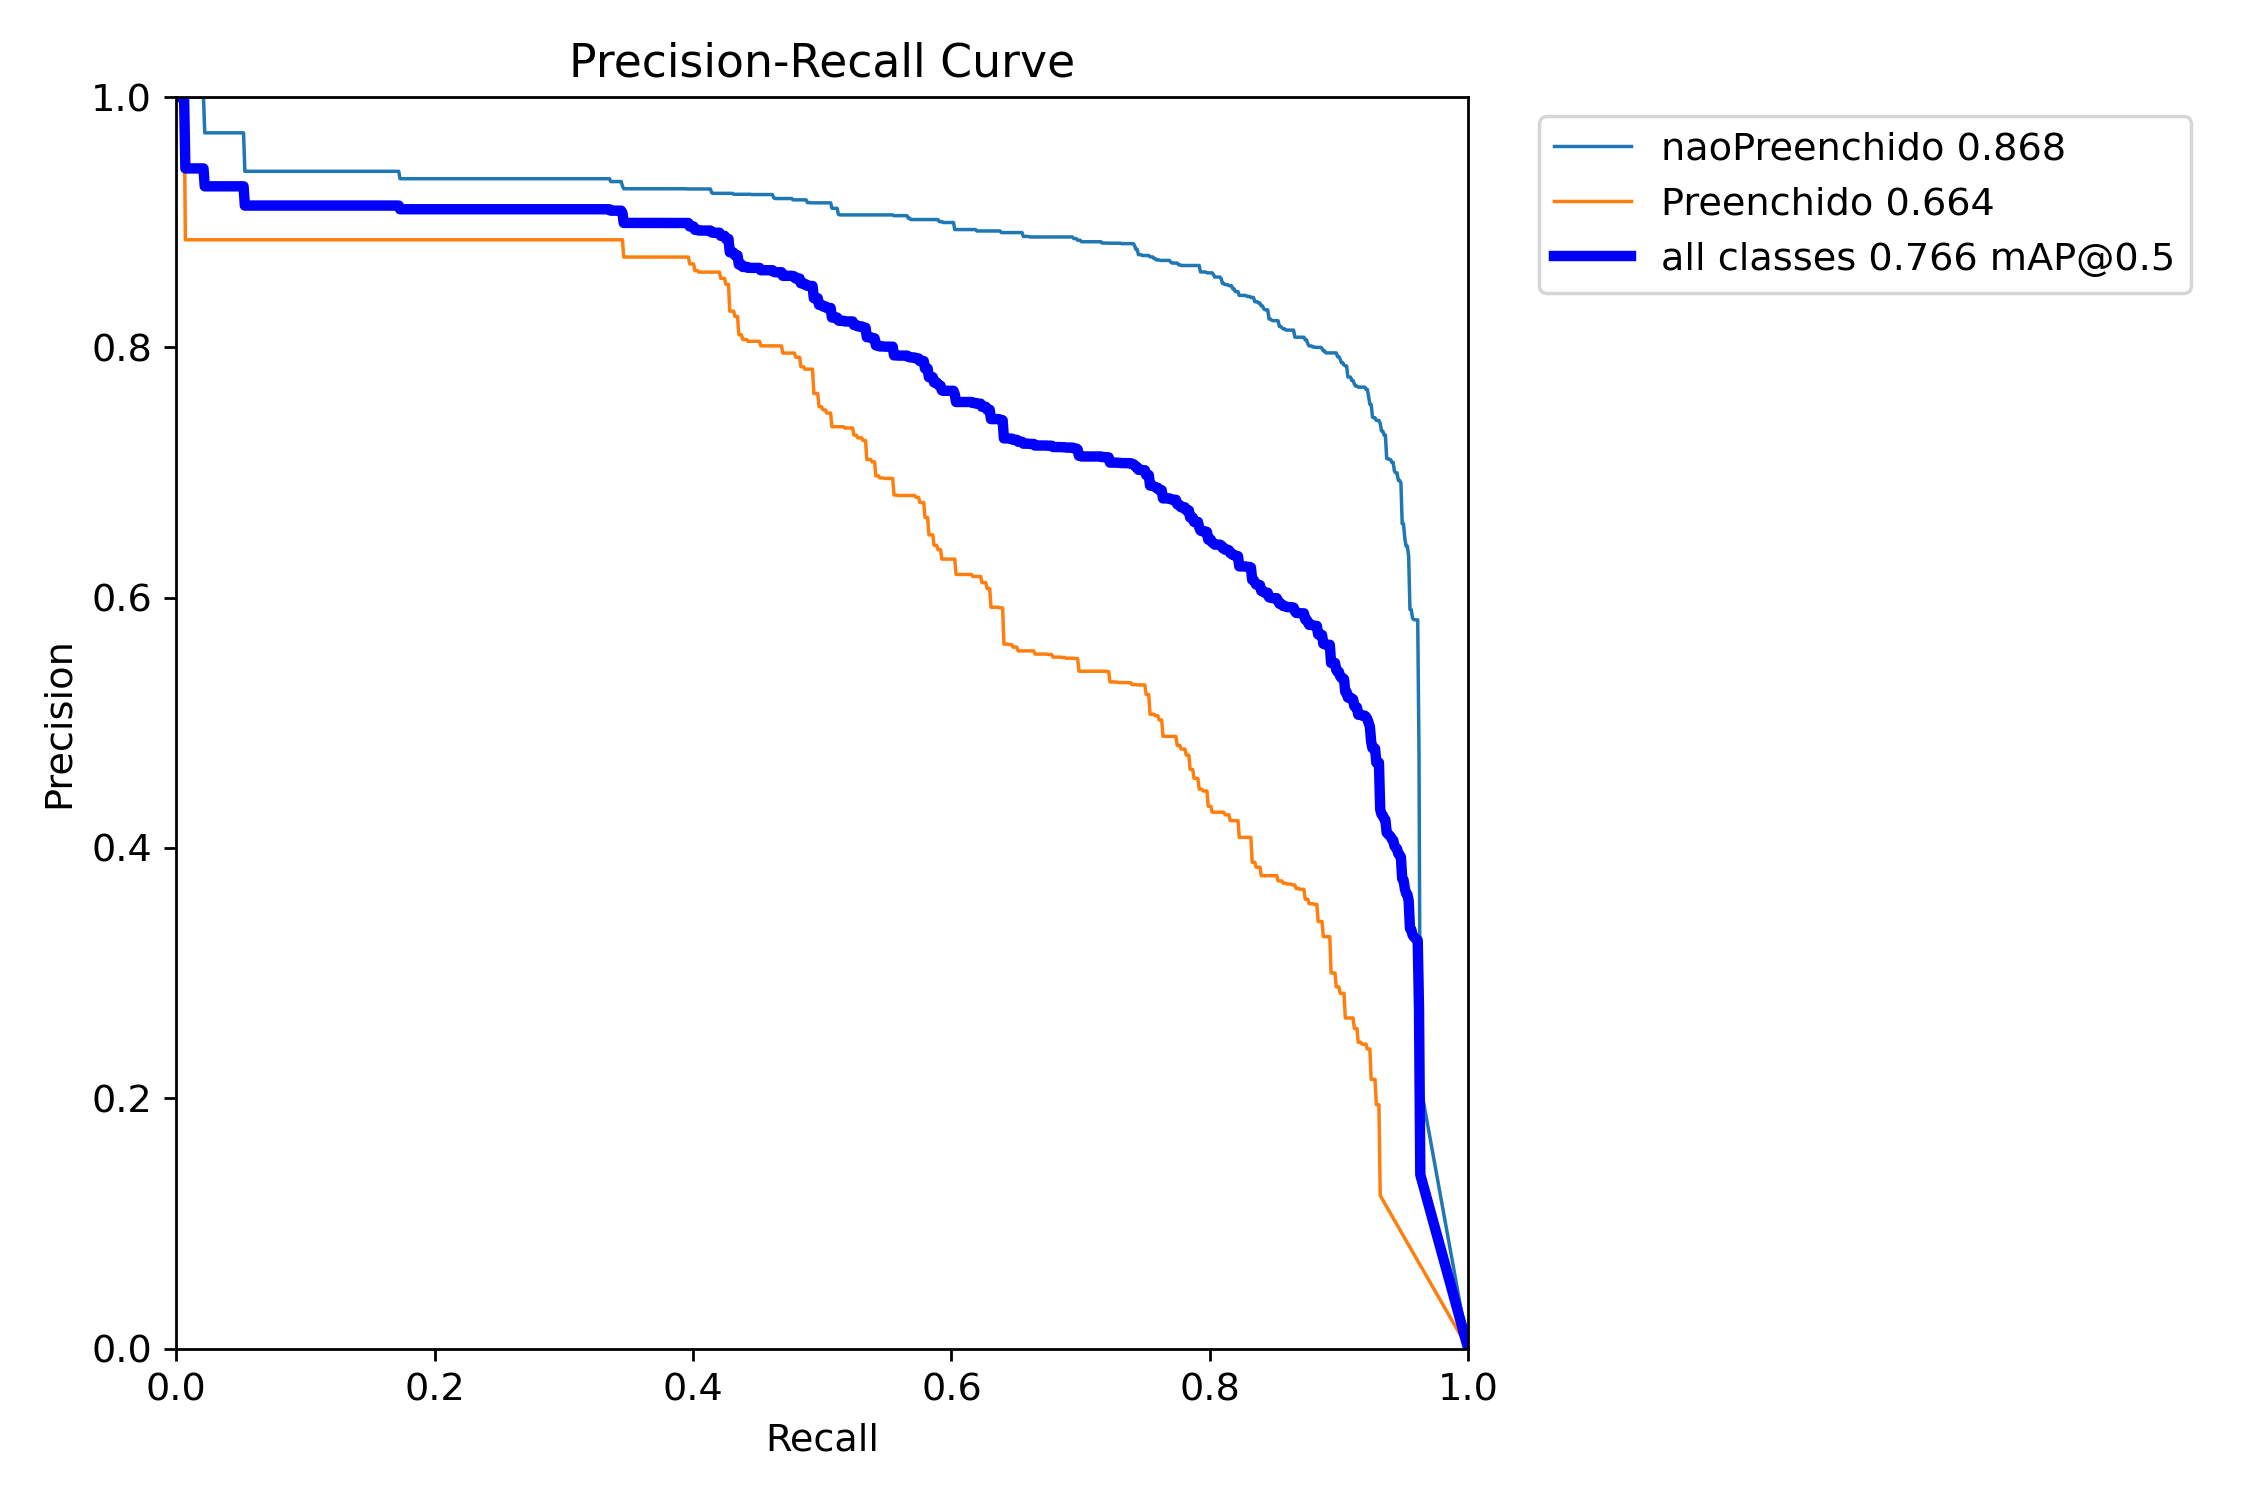 Precision-Recall Curve
1.0
0.8
0.6
0.4
0.2
0.0
Precision
0.0 0.2 0.4 0.6 0.8 1.0
Recall
naoPreenchido 0.868
Preenchido 0.664
all classes 0.766 mAP@0.5